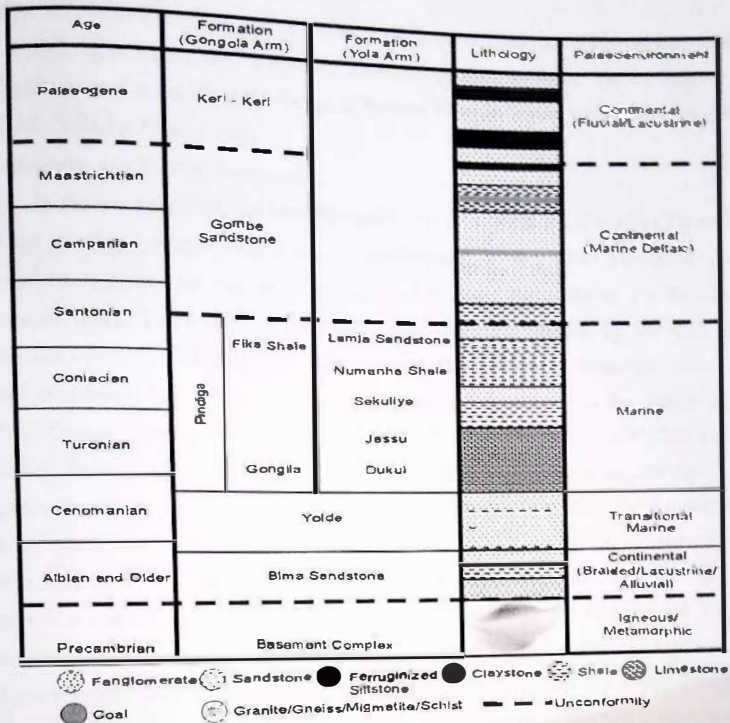 Age
Formation
(Gongola Arm)
Formation
(Yola Arm)
Lithology
Palaeoenvironment
Palaeogene
Keri - Keri
Continental
(Fluvial/Lacustrine)
Maastrichtian
Campanian
Gombe
Sandstone
Continental
(Marine Deltaic)
Santonian
Pindiga
Fika Shale
Lamja Sandstone
Coniacian
Numanha Shale
Sekuliye
Marine
Turonian
Jessu
Gongila
Dukul
Cenomanian
Yolde
Transitional
Marine
Albian and Older
Bima Sandstone
Continental
(Braided/Lacustrine/
Alluvial)
Precambrian
Basement Complex
Igneous/
Metamorphic
Fanglomerate
Sandstone
Ferruginized
Siltstone
Claystone
Shale
Limestone
Coal
Granite/Gneiss/Migmatite/Schist
Unconformity